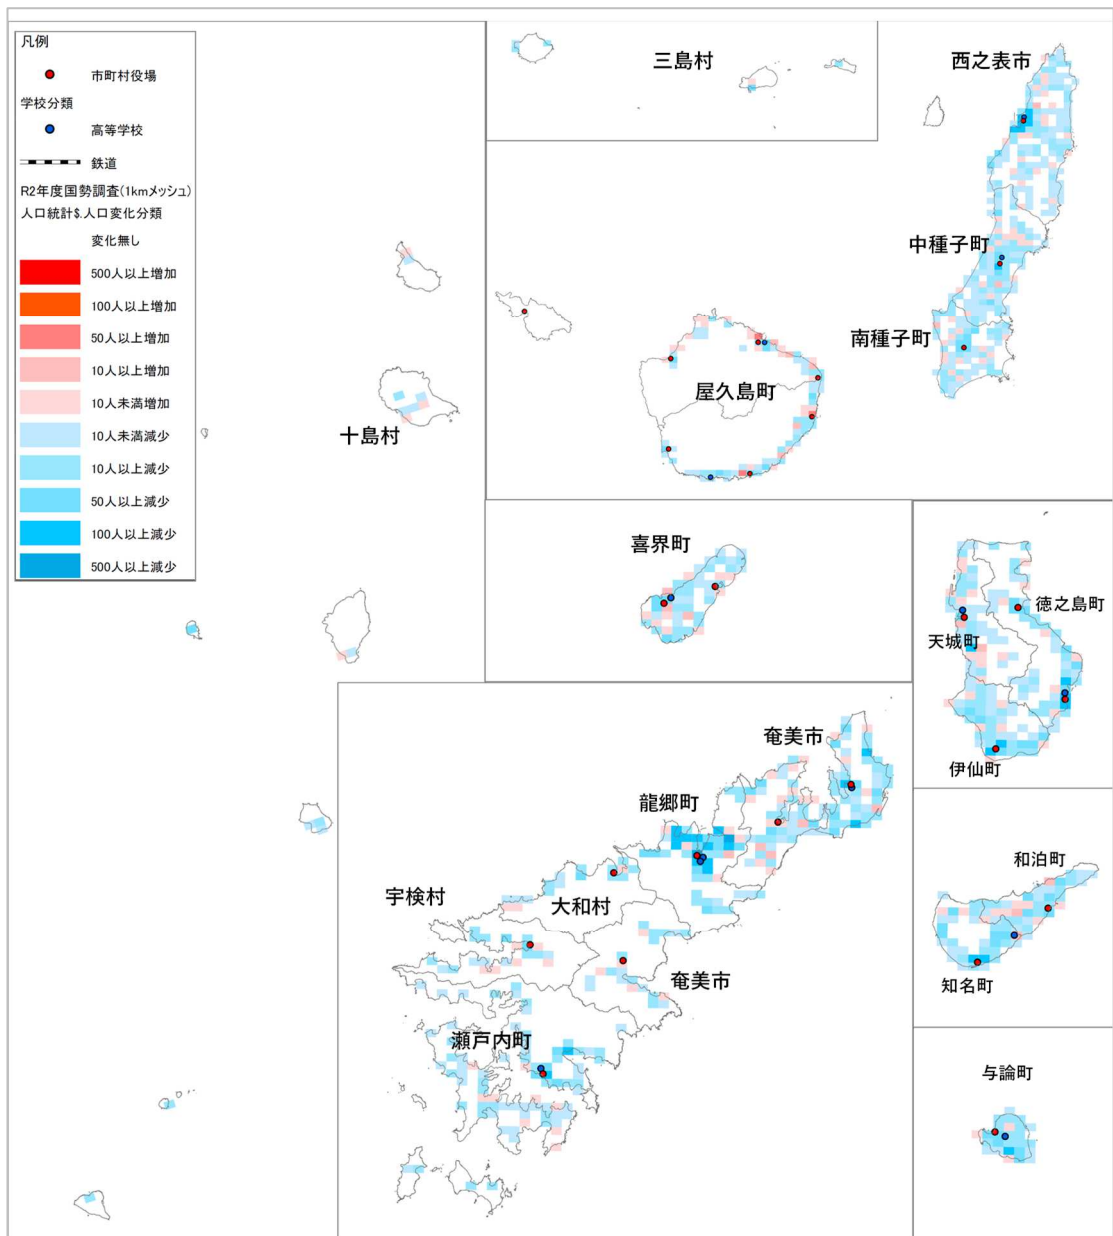 凡例
市町村役場
学校分類
高等学校
鉄道
R2年度国勢調査(1kmメッシュ)
人口統計$.人口変化分類
変化無し
500人以上増加
100人以上増加
50人以上増加
10人以上増加
10人未満増加
10人未満減少
10人以上減少
50人以上減少
100人以上減少
500人以上減少
三島村
西之表市
中種子町
南種子町
屋久島町
十島村
喜界町
徳之島町
天城町
伊仙町
奄美市
龍郷町
大和村
宇検村
奄美市
瀬戸内町
和泊町
知名町
与論町